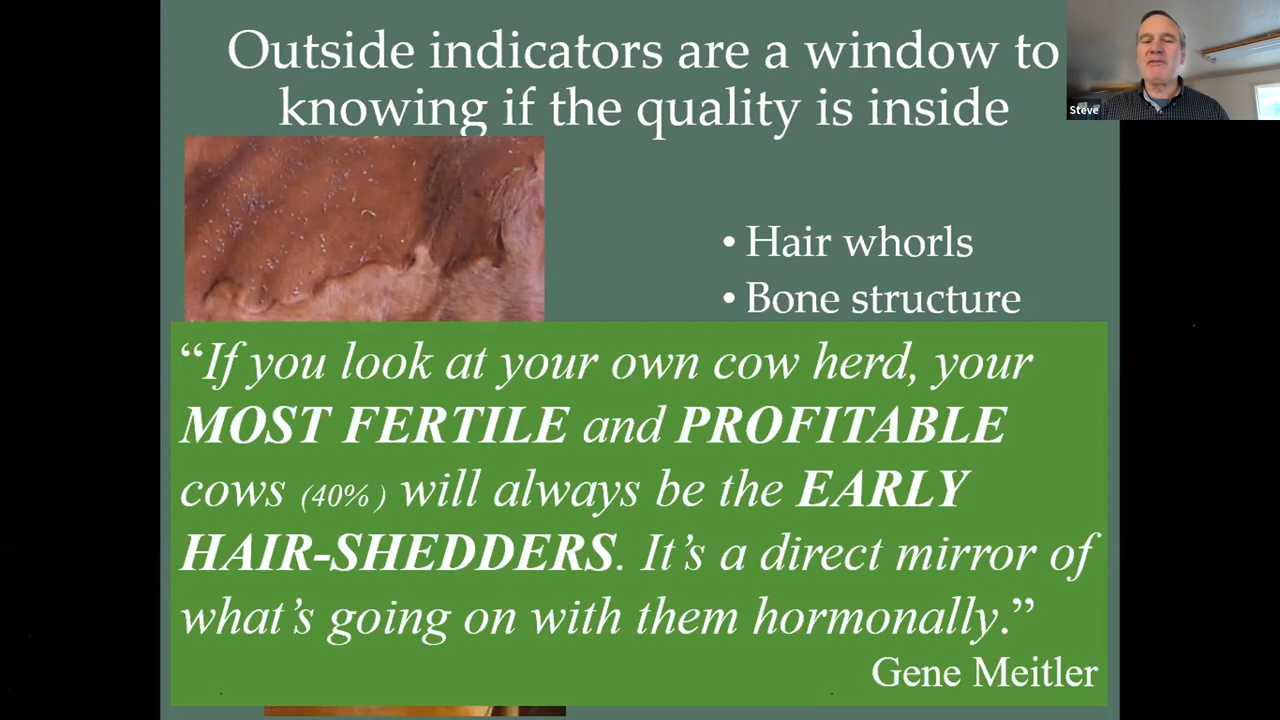 Outside indicators are a window to
knowing if the quality is inside
Steve
• Hair whorls
• Bone structure
“If you look at your own cow herd, your
MOST FERTILE and PROFITABLE
cows (40% ) will always be the EARLY
HAIR-SHEDDERS. It’s a direct mirror of
what’s going on with them hormonally.”
Gene Meitler